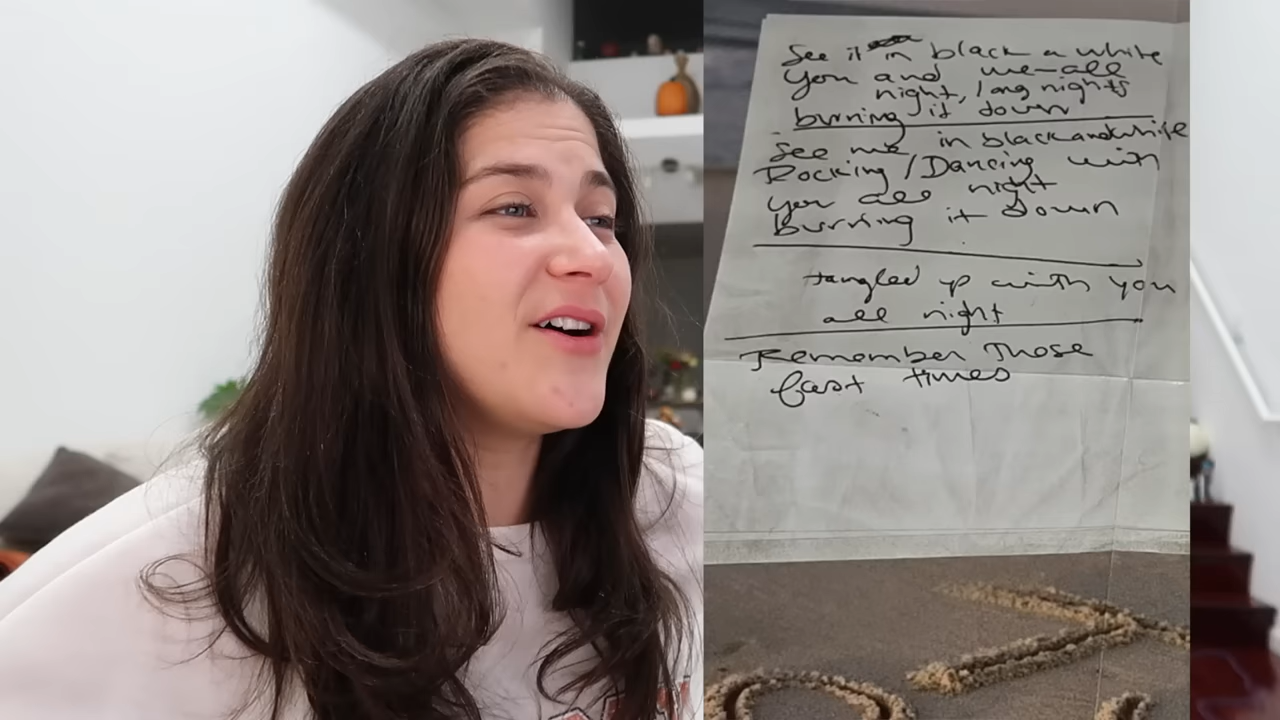 See it in black a white
You and me-all
night, long nights
burning it down
See me in black and white
Rocking / Dancing with
you all night
burning it down
tangled up with you
all night
Remember Those
fast times